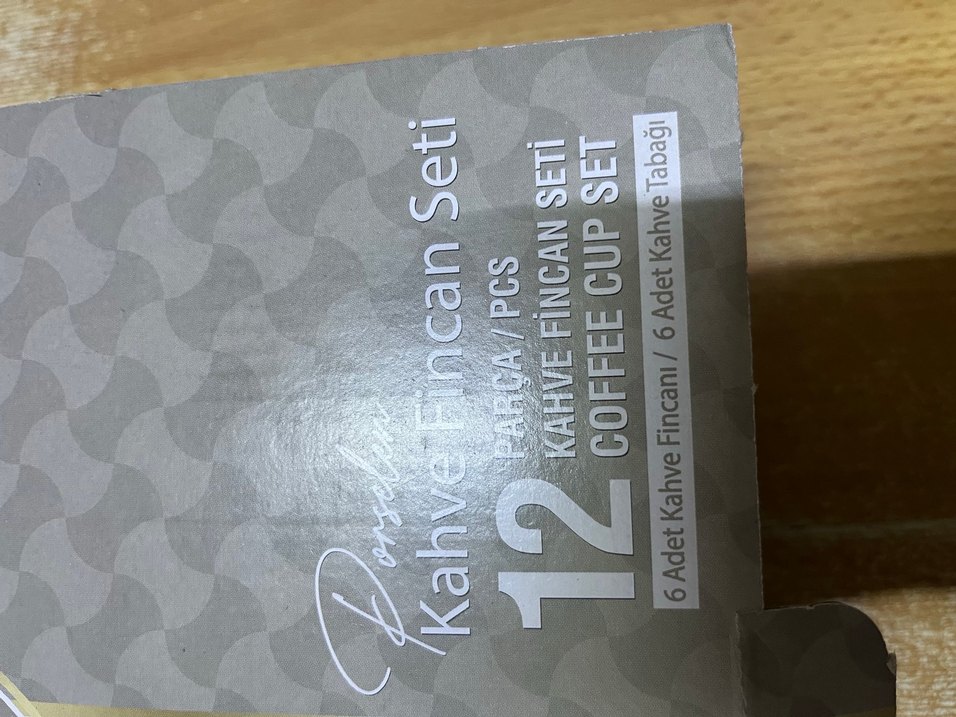 Porselen
Kahve Fincan Seti
12 PARÇA / PCS
KAHVE FİNCAN SETİ
COFFEE CUP SET
6 Adet Kahve Fincanı / 6 Adet Kahve Tabağı